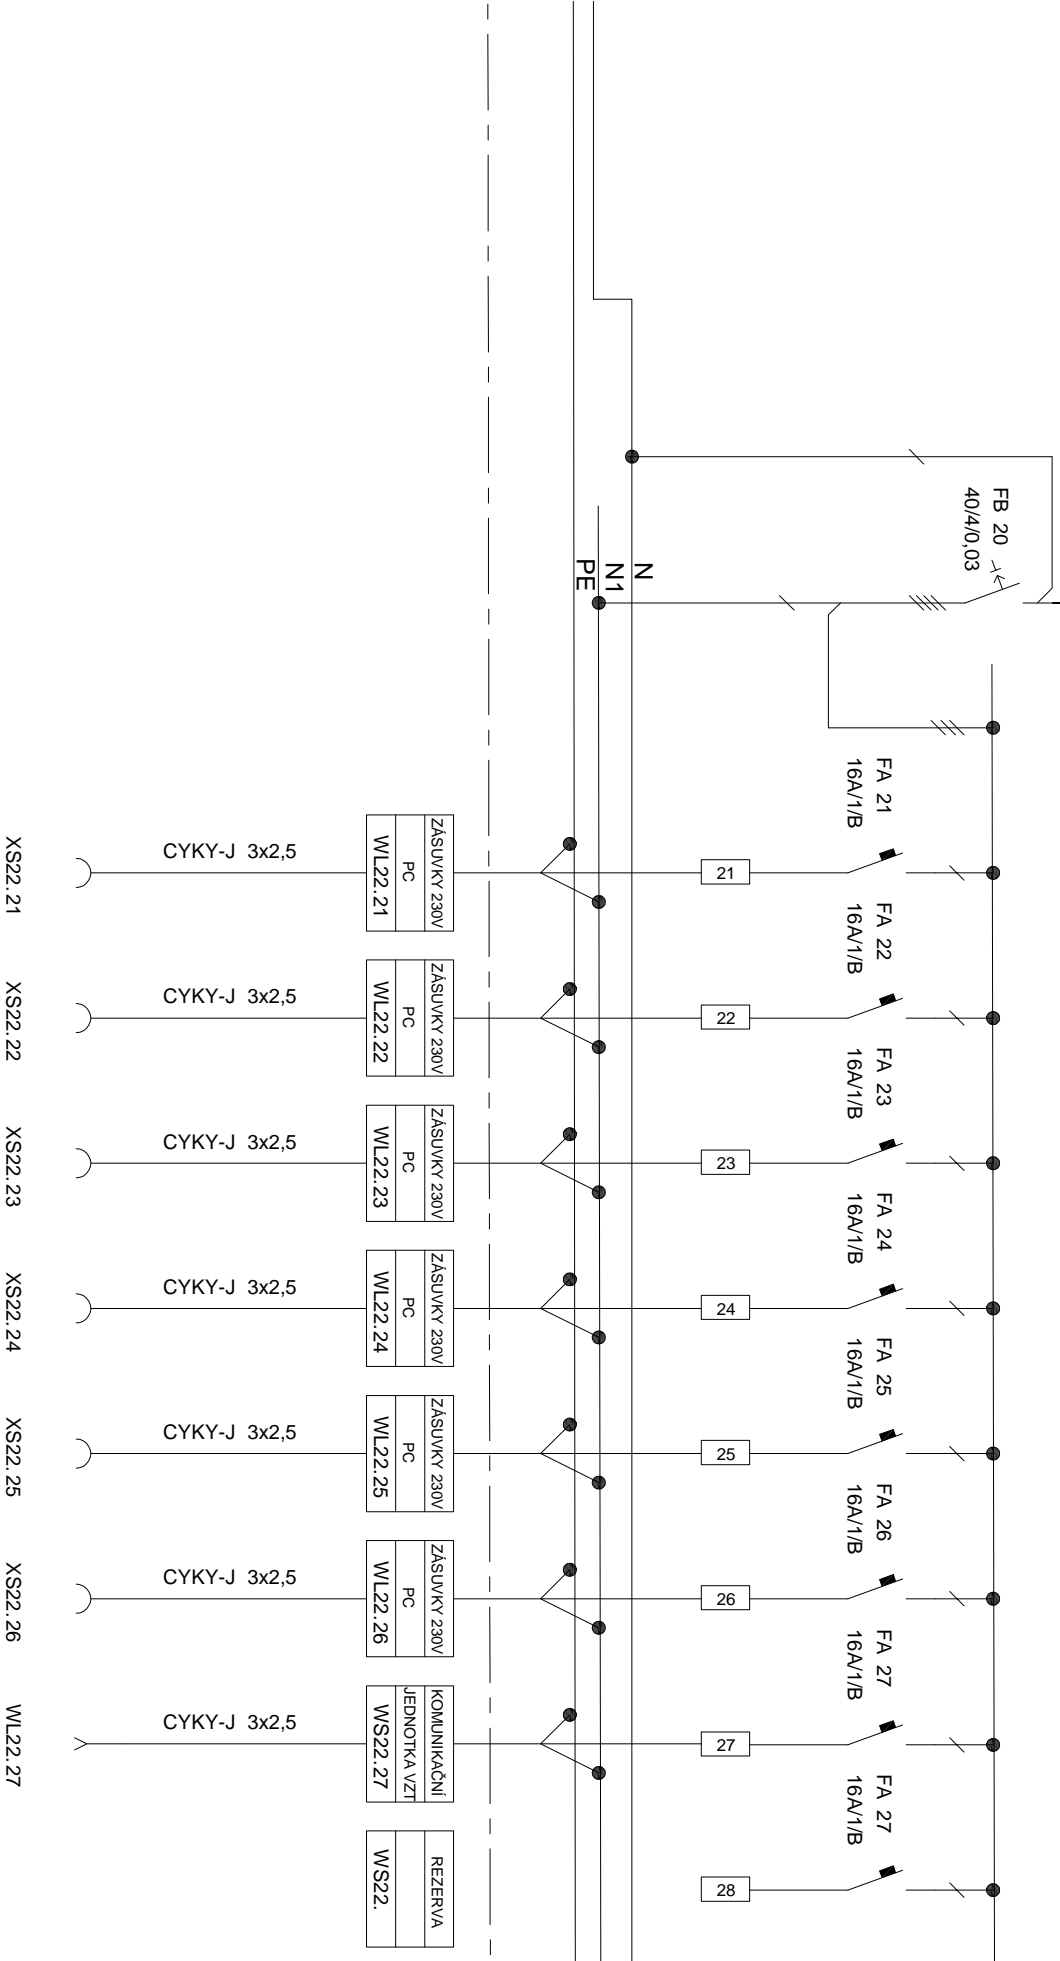 FB 20
40/4/0,03
N
N1
PE
FA 21
16A/1/B
FA 22
16A/1/B
FA 23
16A/1/B
FA 24
16A/1/B
FA 25
16A/1/B
FA 26
16A/1/B
FA 27
16A/1/B
FA 27
16A/1/B
21
22
23
24
25
26
27
28
ZÁSUVKY 230V
PC
WL22.21
ZÁSUVKY 230V
PC
WL22.22
ZÁSUVKY 230V
PC
WL22.23
ZÁSUVKY 230V
PC
WL22.24
ZÁSUVKY 230V
PC
WL22.25
ZÁSUVKY 230V
PC
WL22.26
KOMUNIKAČNÍ
JEDNOTKA VZT
WS22.27
REZERVA
WS22.
CYKY-J 3x2,5
CYKY-J 3x2,5
CYKY-J 3x2,5
CYKY-J 3x2,5
CYKY-J 3x2,5
CYKY-J 3x2,5
CYKY-J 3x2,5
XS22.21
XS22.22
XS22.23
XS22.24
XS22.25
XS22.26
WL22.27